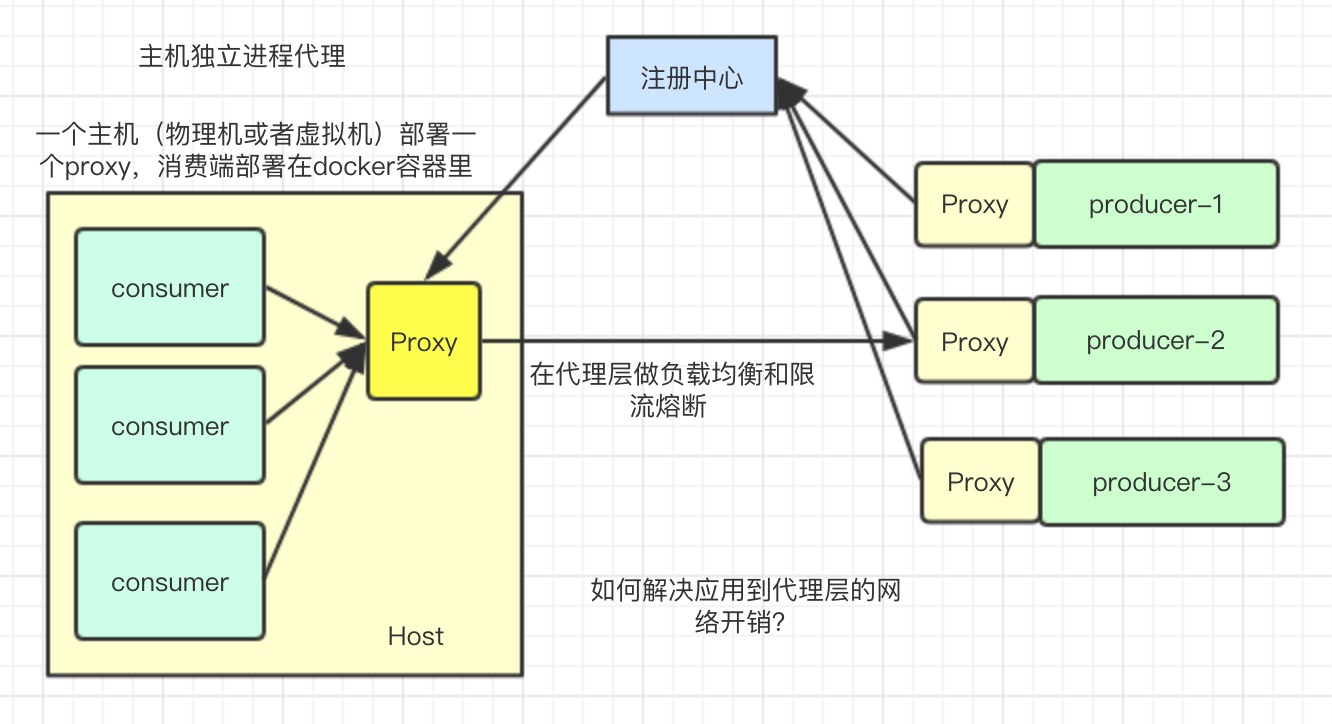 主机独立进程代理
注册中心
一个主机（物理机或者虚拟机）部署一
个proxy，消费端部署在docker容器里
Proxy
producer-1
consumer
Proxy
Proxy
producer-2
在代理层做负载均衡和限
流熔断
consumer
Proxy
producer-3
consumer
如何解决应用到代理层的网
络开销？
Host